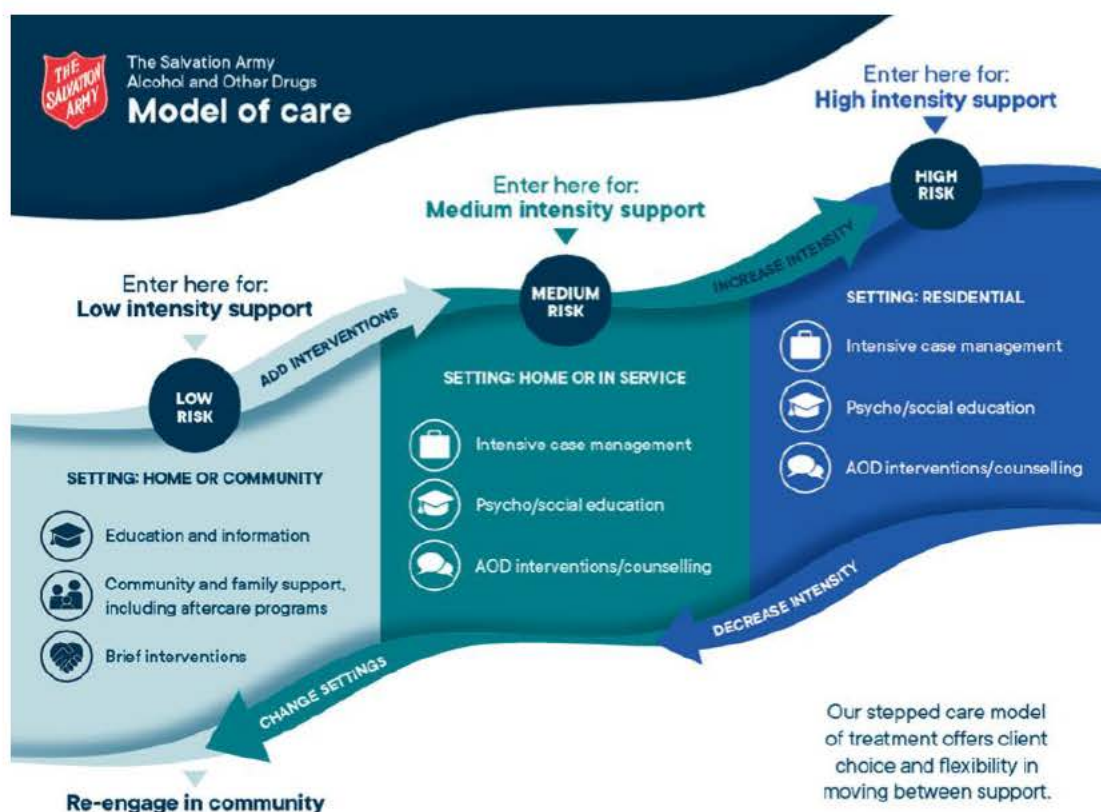 THE
SALVATION
ARMY
The Salvation Army
Alcohol and Other Drugs
Model of care
Enter here for:
High intensity support
HIGH
RISK
Enter here for:
Medium intensity support
MEDIUM
RISK
INCREASE INTENSITY
Enter here for:
Low intensity support
LOW
RISK
ADD INTERVENTIONS
SETTING: RESIDENTIAL
Intensive case management
Psycho/social education
AOD interventions/counselling
SETTING: HOME OR IN SERVICE
Intensive case management
Psycho/social education
AOD interventions/counselling
SETTING: HOME OR COMMUNITY
Education and information
Community and family support,
including aftercare programs
Brief interventions
DECREASE INTENSITY
CHANGE SETTINGS
Re-engage in community
Our stepped care model
of treatment offers client
choice and flexibility in
moving between support.